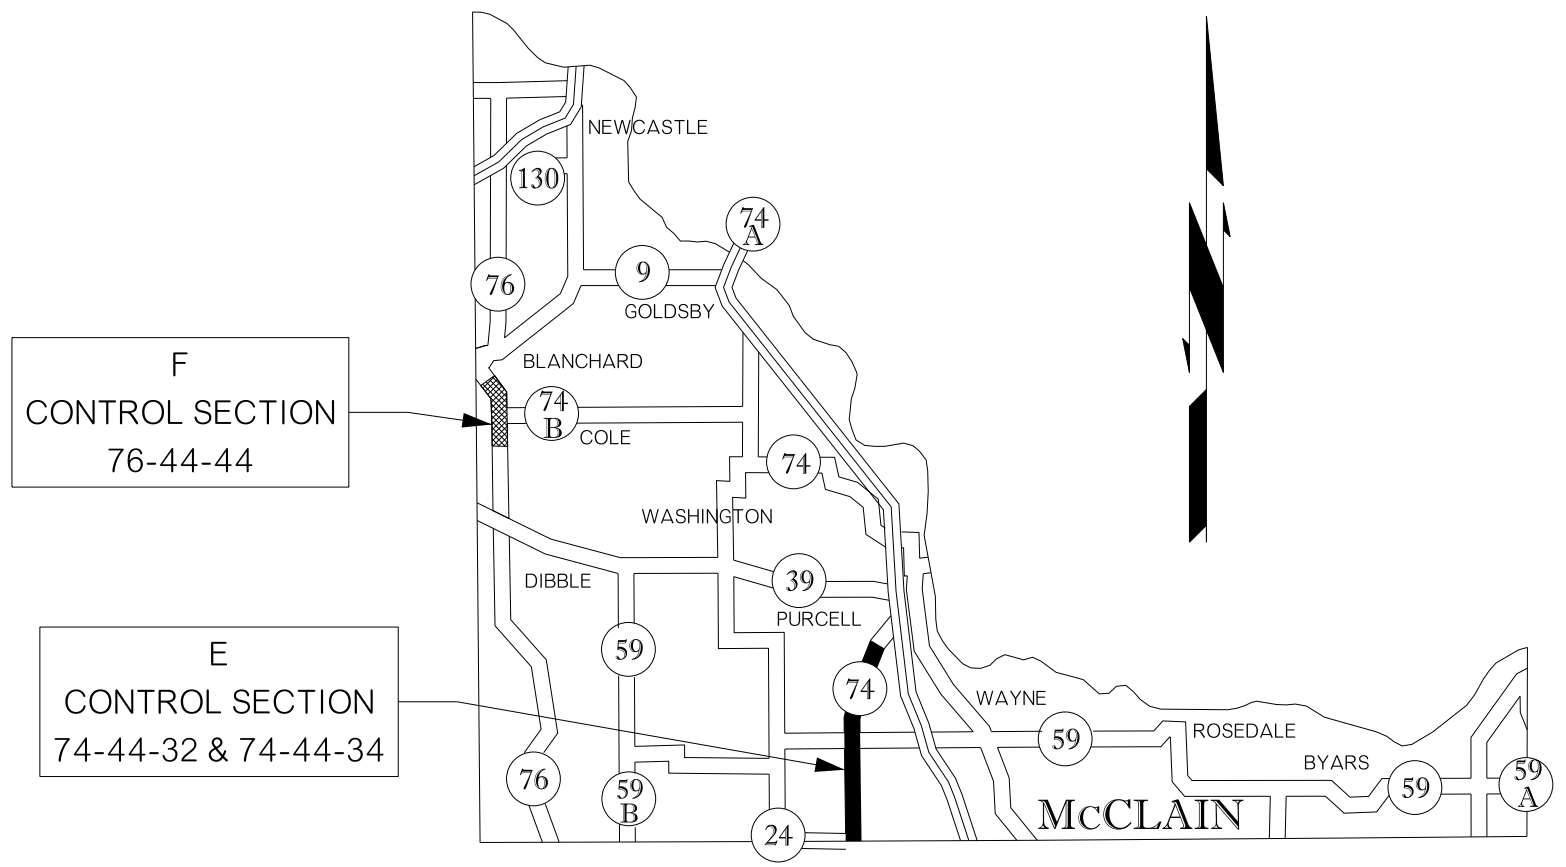 NEWCASTLE
130
74
A
9
76
GOLDSBY
F
CONTROL SECTION
76-44-44
BLANCHARD
74
B
COLE
74
WASHINGTON
DIBBLE
39
PURCELL
E
CONTROL SECTION
74-44-32 & 74-44-34
59
74
WAYNE
59
ROSEDALE
BYARS
76
59
B
59
59
A
McCLAIN
24